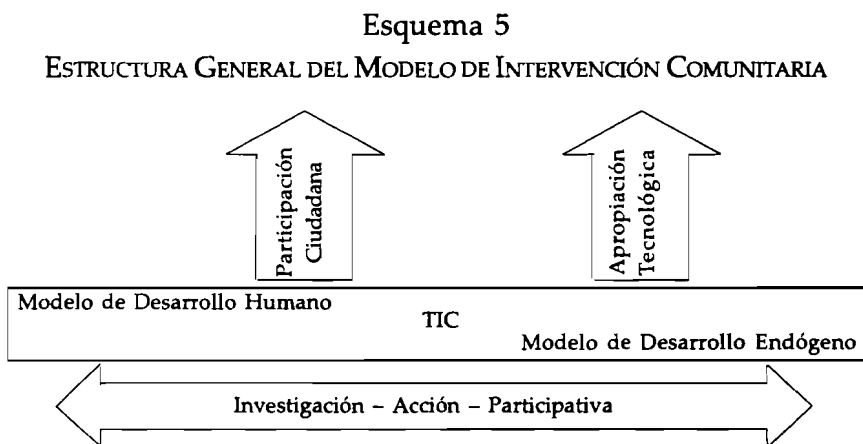 Esquema 5
ESTRUCTURA GENERAL DEL MODELO DE INTERVENCIÓN COMUNITARIA
Participación
Ciudadana
Apropiación
Tecnológica
Modelo de Desarrollo Humano
TIC
Modelo de Desarrollo Endógeno
Investigación – Acción – Participativa